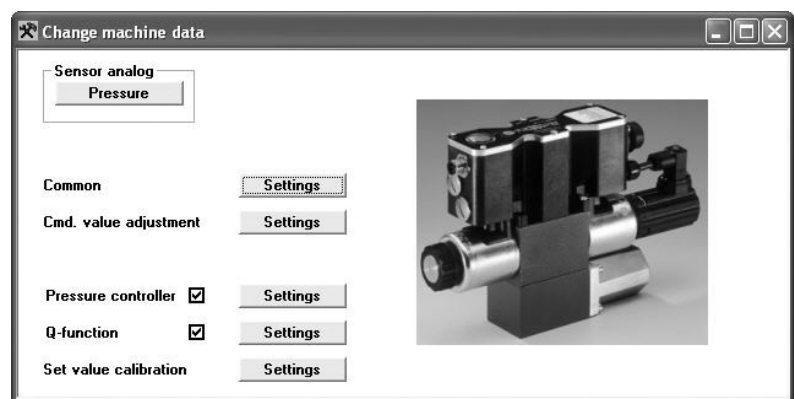 Change machine data
Sensor analog
Pressure
Common Settings
Cmd. value adjustment Settings
Pressure controller Settings
Q-function Settings
Set value calibration Settings